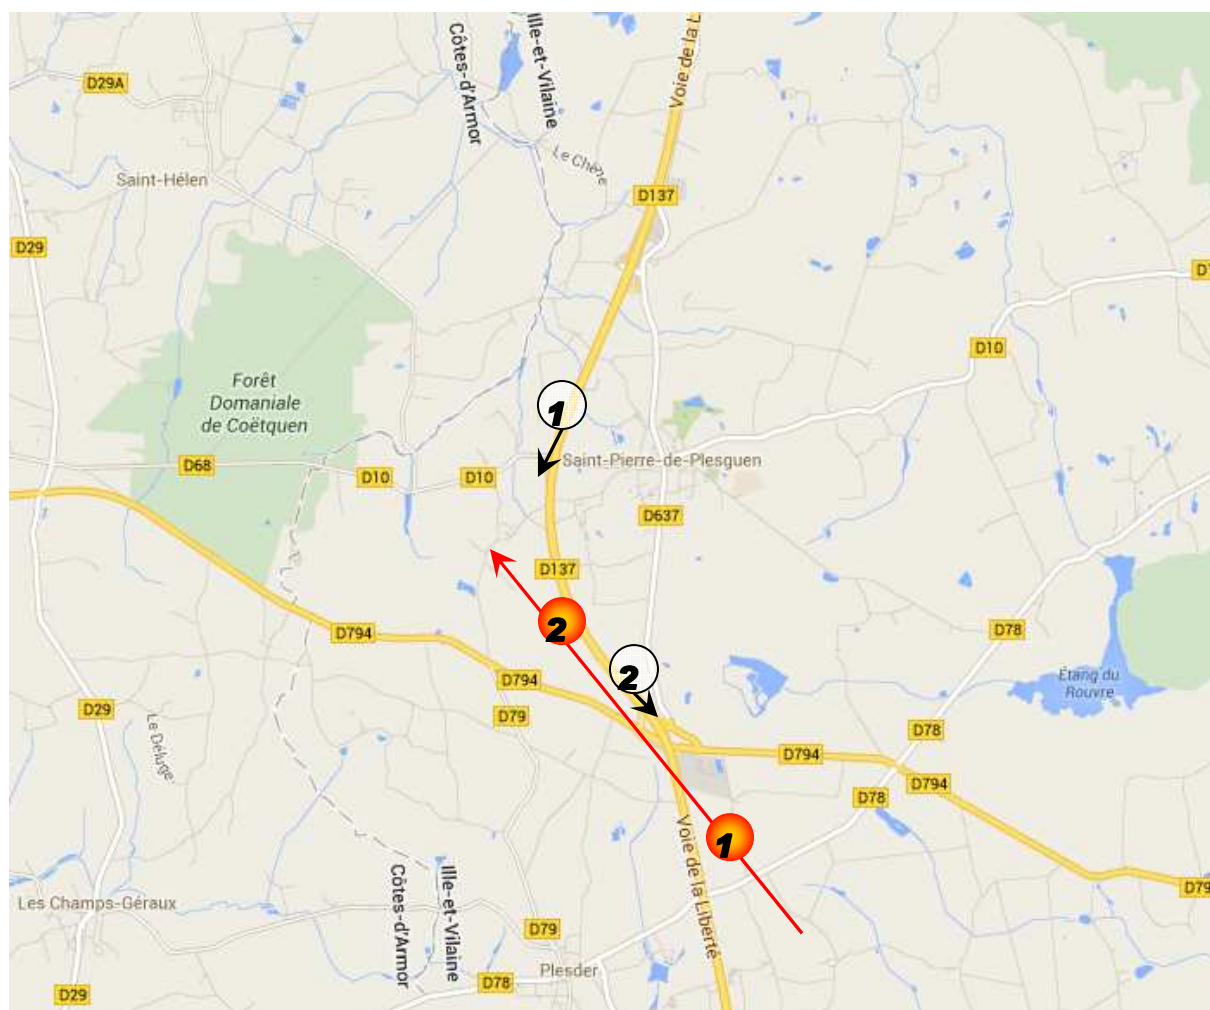 Voie de la L
Ille-et-Vilaine
Côtes-d'Armor
D29A
Le Chêne
Saint-Hélen
D137
D29
D10
Forêt
Domaniale
de Coëtquen
1
Saint-Pierre-de-Plesguen
D68
D10
D10
D637
D137
2
D794
D78
2
D794
Étang du
Rouvre
D29
D79
Le Déluge
D78
D794
D794
D78
1
Voie de la Liberté
Côtes-d'Armor
Ille-et-Vilaine
D79
Les Champs-Géraux
D79
Plesder
D78
D29